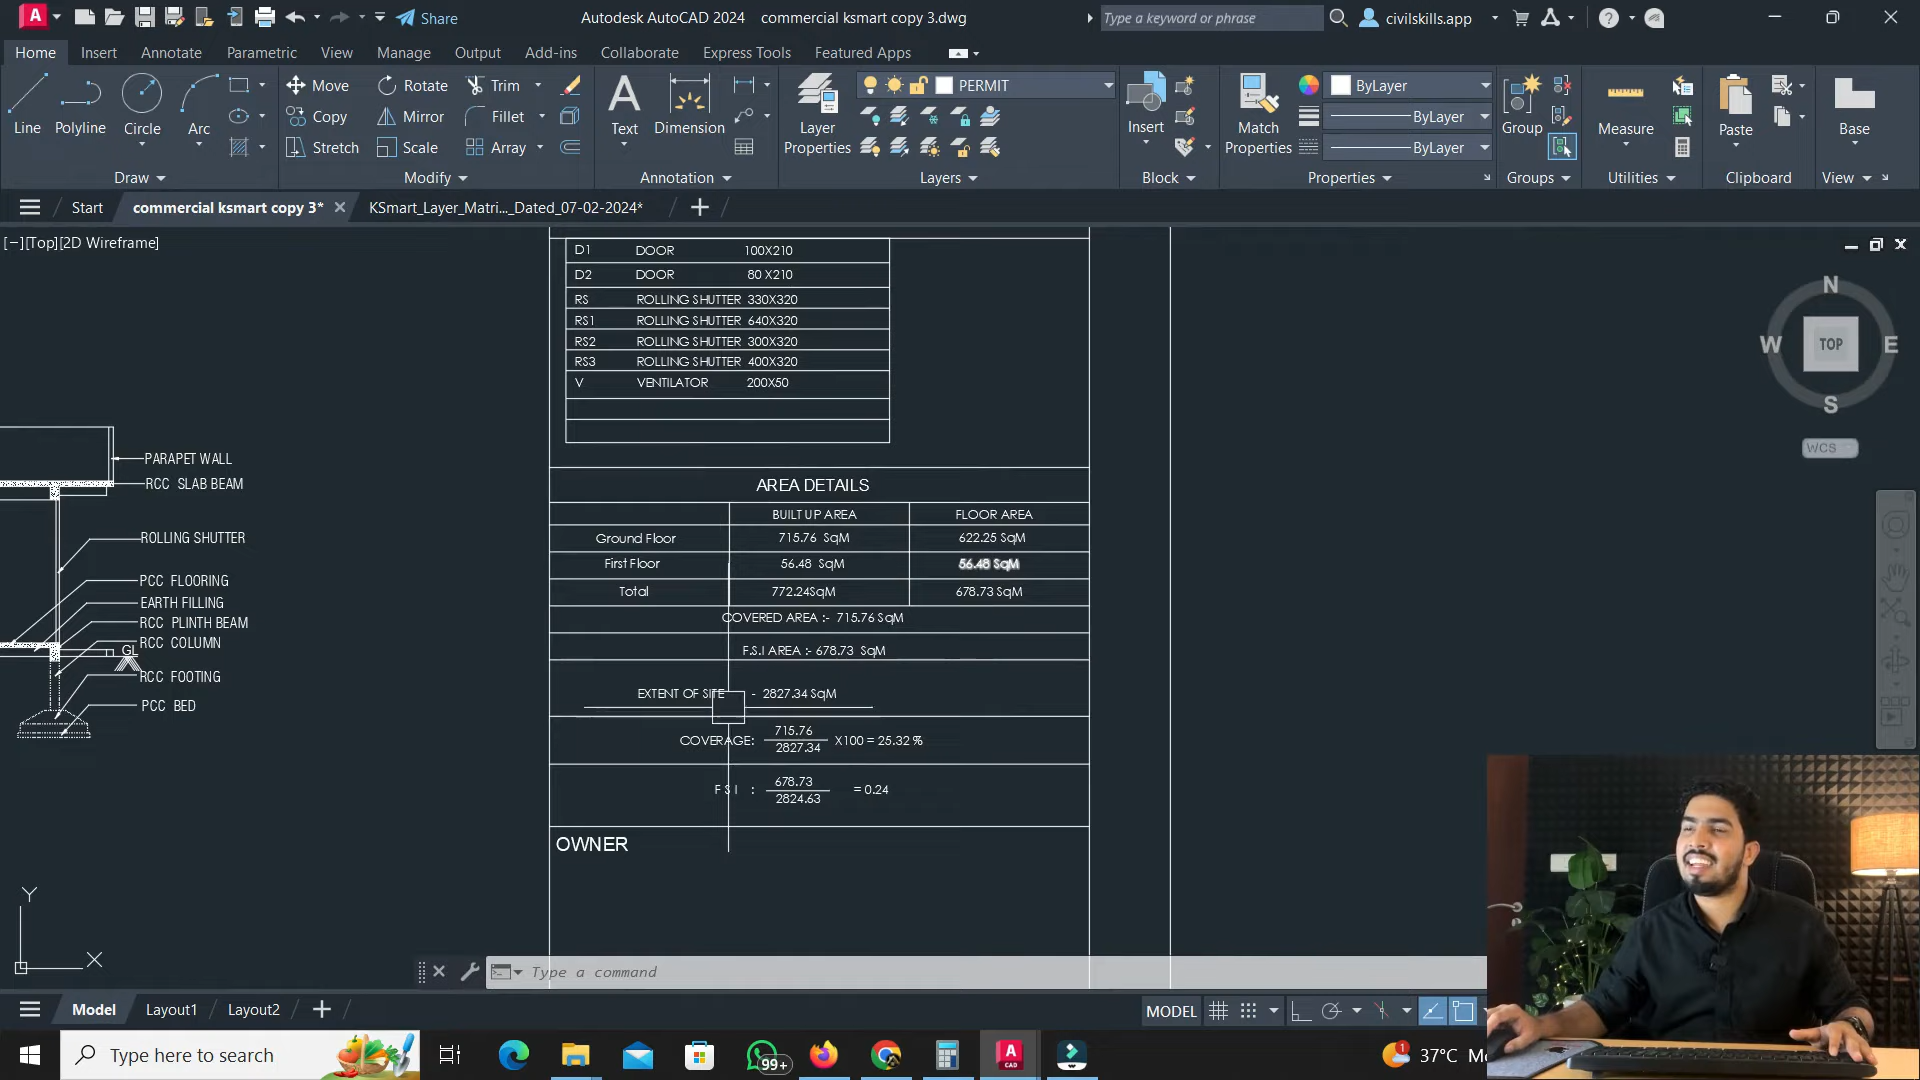 Share
Autodesk AutoCAD 2024 commercial ksmart copy 3.dwg
Type a keyword or phrase
civilskills.app
Home Insert Annotate Parametric View Manage Output Add-ins Collaborate Express Tools Featured Apps
Line Polyline Circle Arc
Move Rotate Trim
Copy Mirror Fillet
Stretch Scale Array
Text Dimension
Layer Properties
PERMIT
Insert
Match Properties
ByLayer
ByLayer
ByLayer
Group
Measure
Paste
Base
Draw Modify Annotation Layers Block Properties Groups Utilities Clipboard View
Start commercial ksmart copy 3* KSmart_Layer_Matri..._Dated_07-02-2024*
[−][Top][2D Wireframe]
D1 DOOR 100X210
D2 DOOR 80 X210
RS ROLLING SHUTTER 330X320
RS1 ROLLING SHUTTER 640X320
RS2 ROLLING SHUTTER 300X320
RS3 ROLLING SHUTTER 400X320
V VENTILATOR 200X50
N
W TOP E
S
WCS
PARAPET WALL
RCC SLAB BEAM
ROLLING SHUTTER
PCC FLOORING
EARTH FILLING
RCC PLINTH BEAM
RCC COLUMN
GL
RCC FOOTING
PCC BED
AREA DETAILS
BUILT UP AREA FLOOR AREA
Ground Floor 715.76 SqM 622.25 SqM
First Floor 56.48 SqM 56.48 SqM
Total 772.24SqM 678.73 SqM
COVERED AREA :- 715.76 SqM
F.S.I AREA :- 678.73 SqM
EXTENT OF SITE - 2827.34 SqM
COVERAGE: 715.76 / 2827.34 X100 = 25.32 %
F S I : 678.73 / 2824.63 = 0.24
OWNER
Y
X
Type a command
Model Layout1 Layout2
MODEL
Type here to search
99+
A CAD
1
37°C